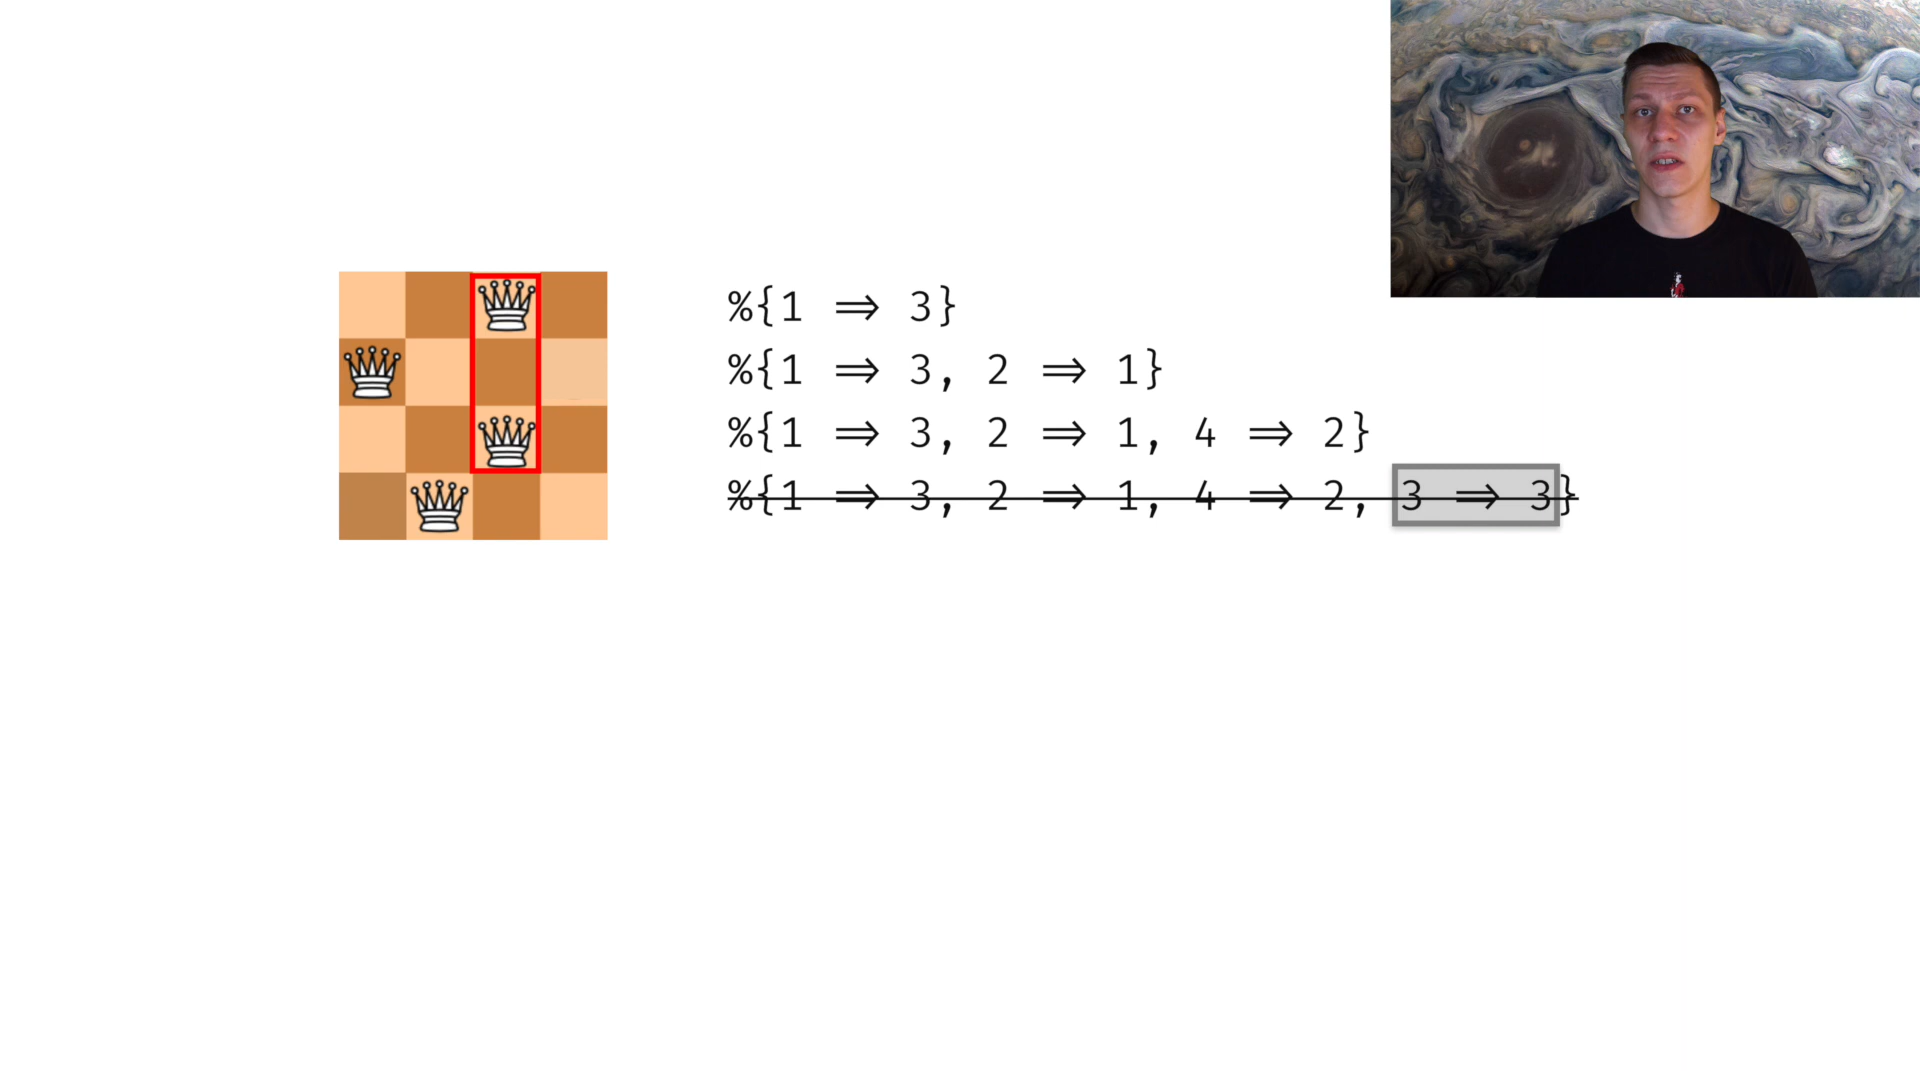 %{1 => 3}
%{1 => 3, 2 => 1}
%{1 => 3, 2 => 1, 4 => 2}
%{1 => 3, 2 => 1, 4 => 2, 3 => 3}